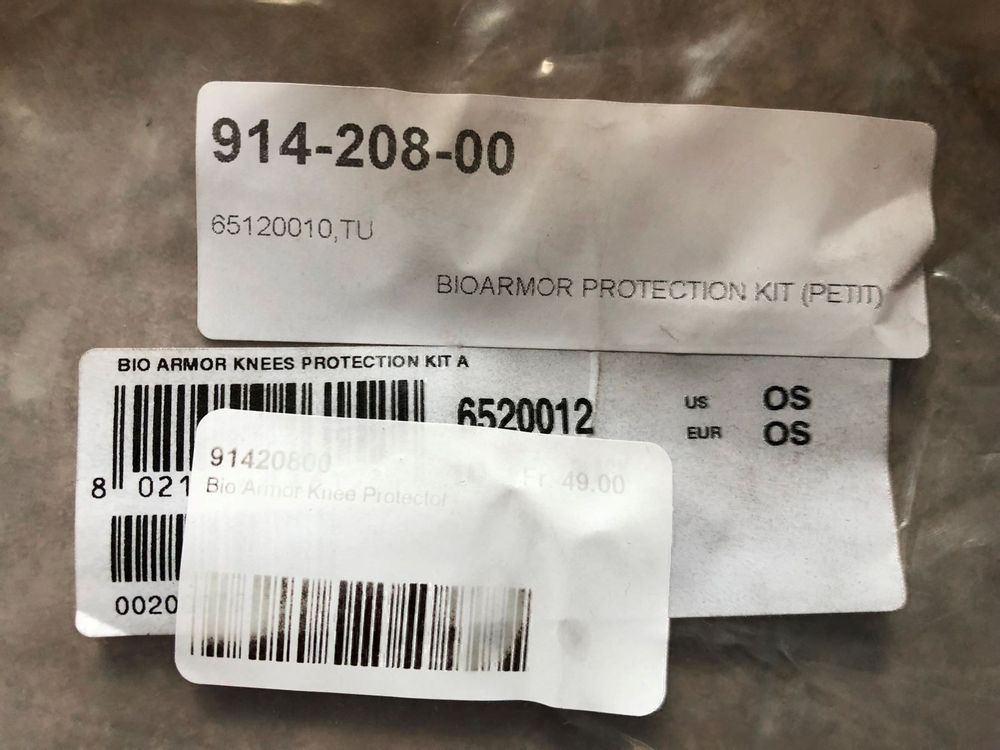 914-208-00
65120010,TU
BIOARMOR PROTECTION KIT (PETIT)
BIO ARMOR KNEES PROTECTION KIT A
6520012
US OS
EUR OS
8 021
0020
91420800
Fr. 49.00
Bio Armor Knee Protector